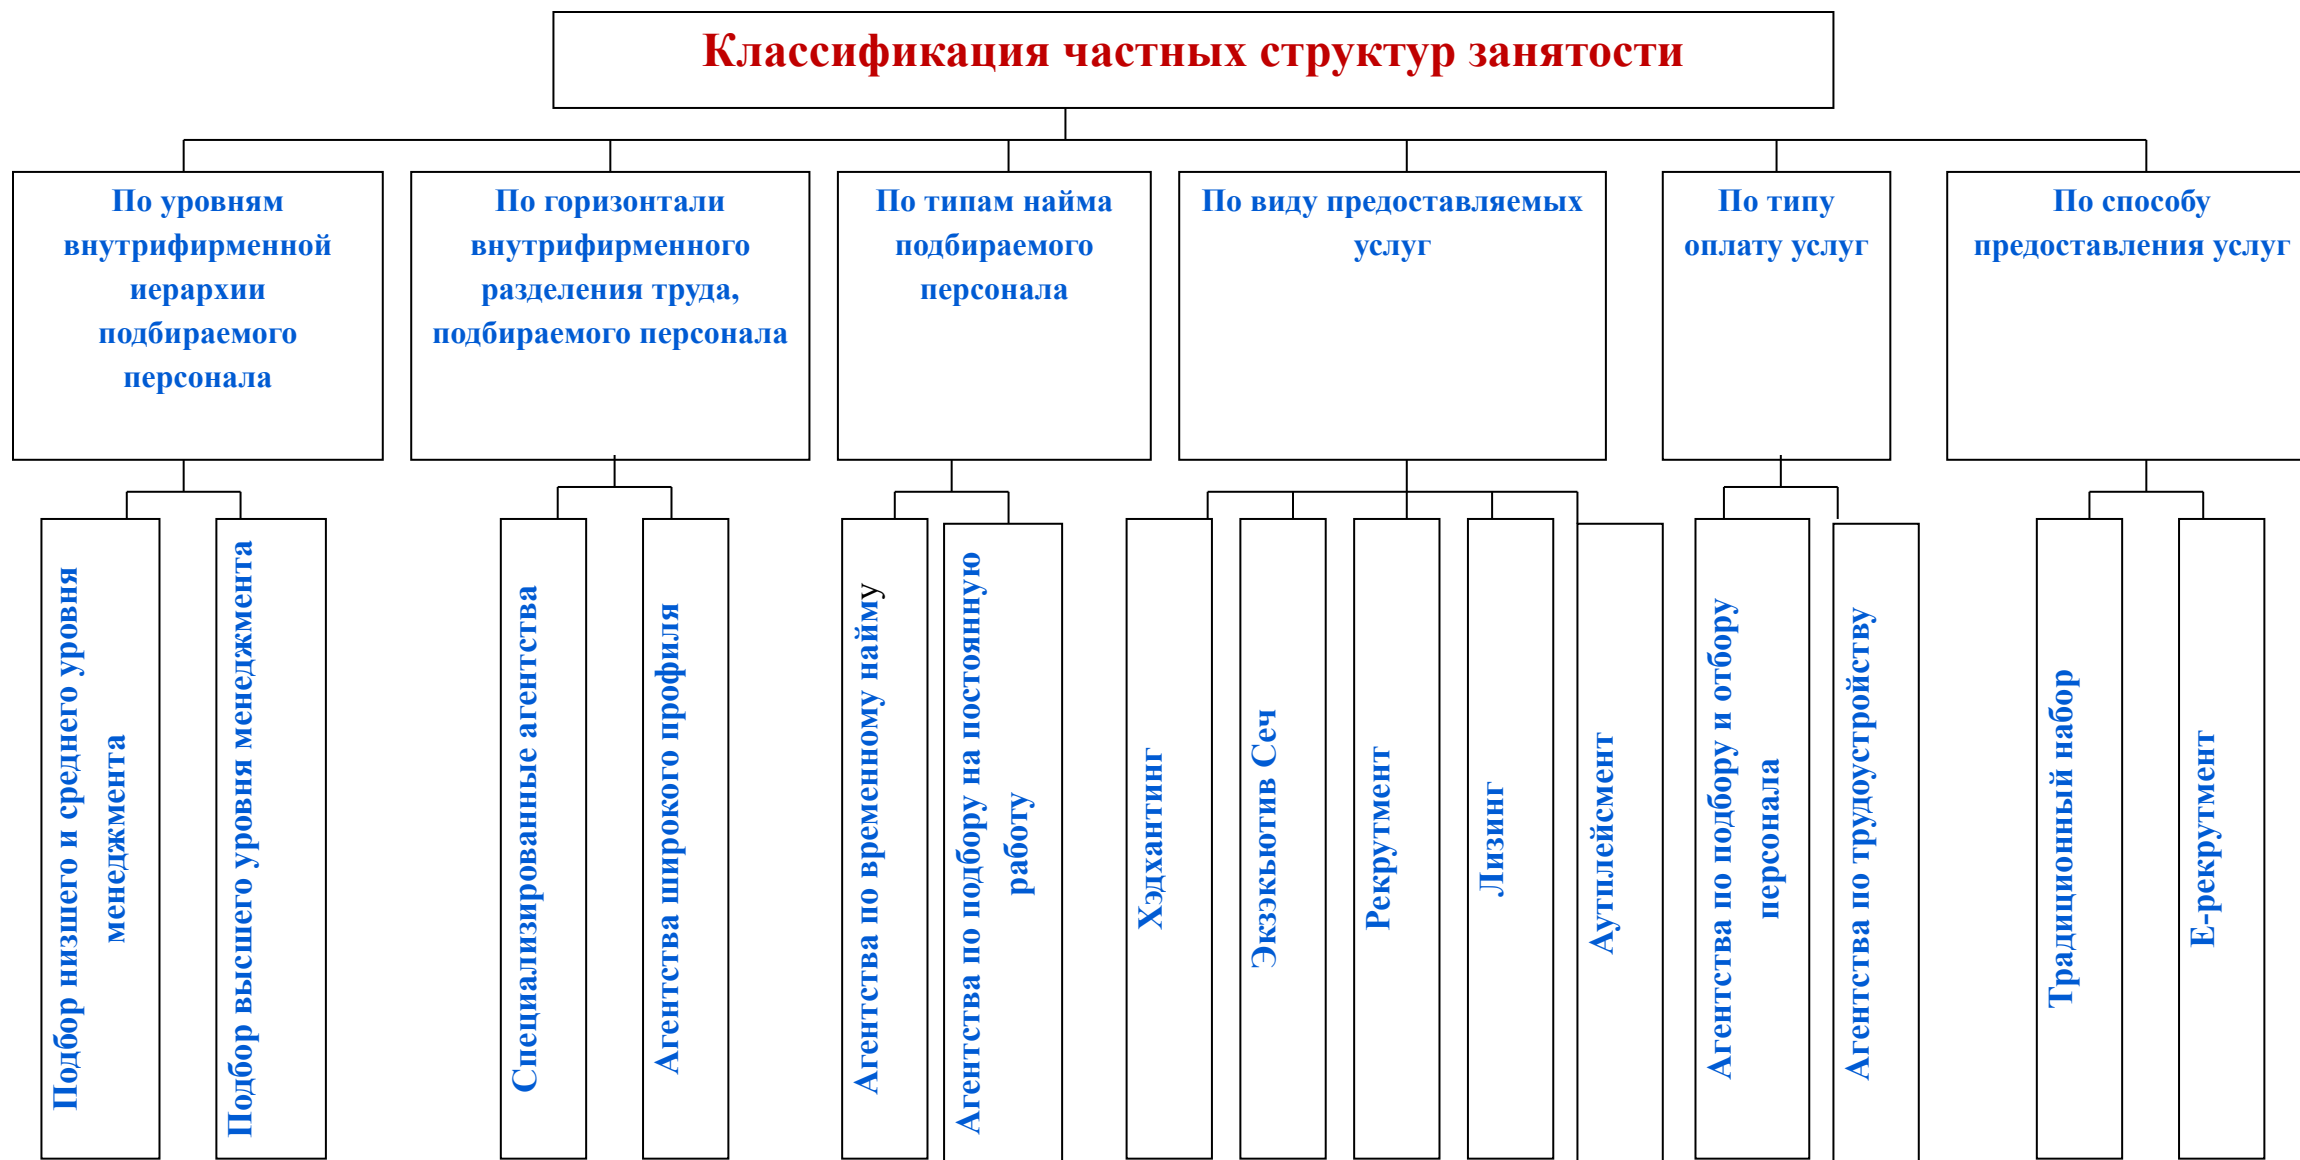 Классификация частных структур занятости
По уровням
внутрифирменной
иерархии
подбираемого
персонала
По горизонтали
внутрифирменного
разделения труда,
подбираемого персонала
По типам найма
подбираемого
персонала
По виду предоставляемых
услуг
По типу
оплату услуг
По способу
предоставления услуг
Подбор низшего и среднего уровня
менеджмента
Подбор высшего уровня менеджмента
Специализированные агентства
Агентства широкого профиля
Агентства по временному найму
Агентства по подбору на постоянную
работу
Хэдхантинг
Экзэкьютив Сеч
Рекрутмент
Лизинг
Аутплейсмент
Агентства по подбору и отбору
персонала
Агентства по трудоустройству
Традиционный набор
Е-рекрутмент